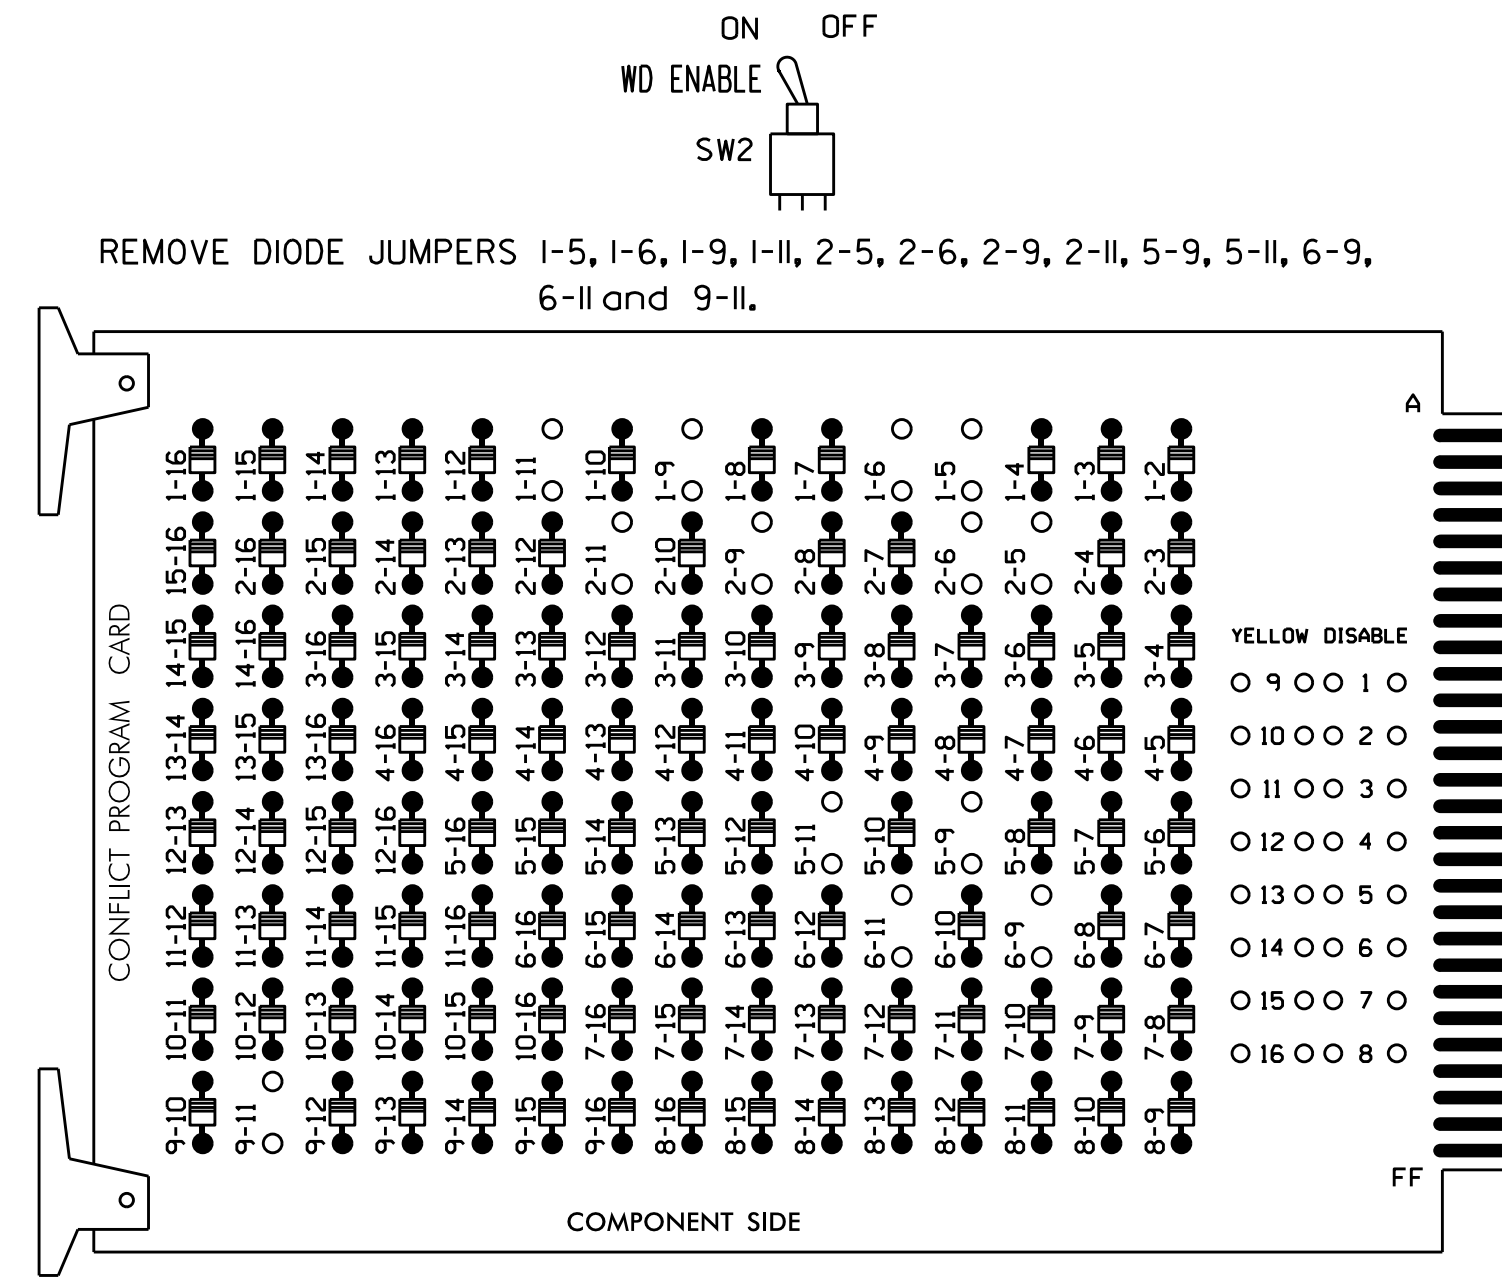 ON OFF
WD ENABLE
SW2
REMOVE DIODE JUMPERS 1-5, 1-6, 1-9, 1-11, 2-5, 2-6, 2-9, 2-11, 5-9, 5-11, 6-9,
6-11 and 9-11.
A
1-16 1-15 1-14 1-13 1-12 1-11 1-10 1-9 1-8 1-7 1-6 1-5 1-4 1-3 1-2
15-16 2-16 2-15 2-14 2-13 2-12 2-11 2-10 2-9 2-8 2-7 2-6 2-5 2-4 2-3
14-15 14-16 3-16 3-15 3-14 3-13 3-12 3-11 3-10 3-9 3-8 3-7 3-6 3-5 3-4
13-14 13-15 13-16 4-16 4-15 4-14 4-13 4-12 4-11 4-10 4-9 4-8 4-7 4-6 4-5
12-13 12-14 12-15 12-16 5-16 5-15 5-14 5-13 5-12 5-11 5-10 5-9 5-8 5-7 5-6
11-12 11-13 11-14 11-15 11-16 6-16 6-15 6-14 6-13 6-12 6-11 6-10 6-9 6-8 6-7
10-11 10-12 10-13 10-14 10-15 10-16 7-16 7-15 7-14 7-13 7-12 7-11 7-10 7-9 7-8
9-10 9-11 9-12 9-13 9-14 9-15 9-16 8-16 8-15 8-14 8-13 8-12 8-11 8-10 8-9
CONFLICT PROGRAM CARD
YELLOW DISABLE
9 1
10 2
11 3
12 4
13 5
14 6
15 7
16 8
FF
COMPONENT SIDE